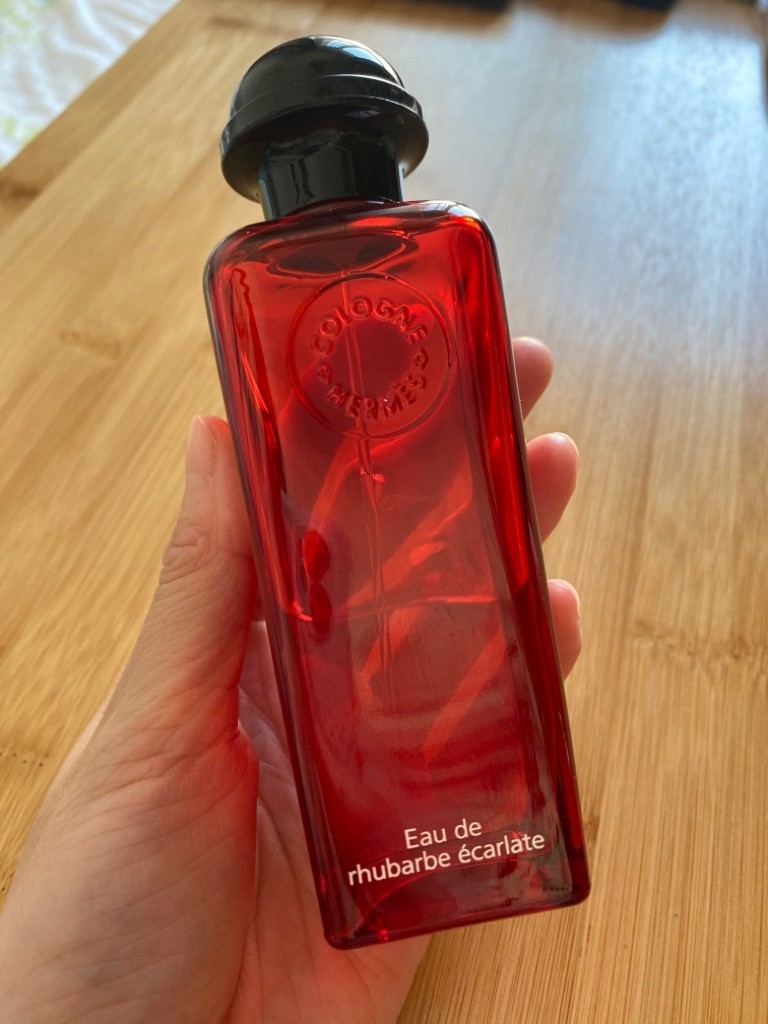 COLOGNE
HERMÈS
Eau de
rhubarbe écarlate